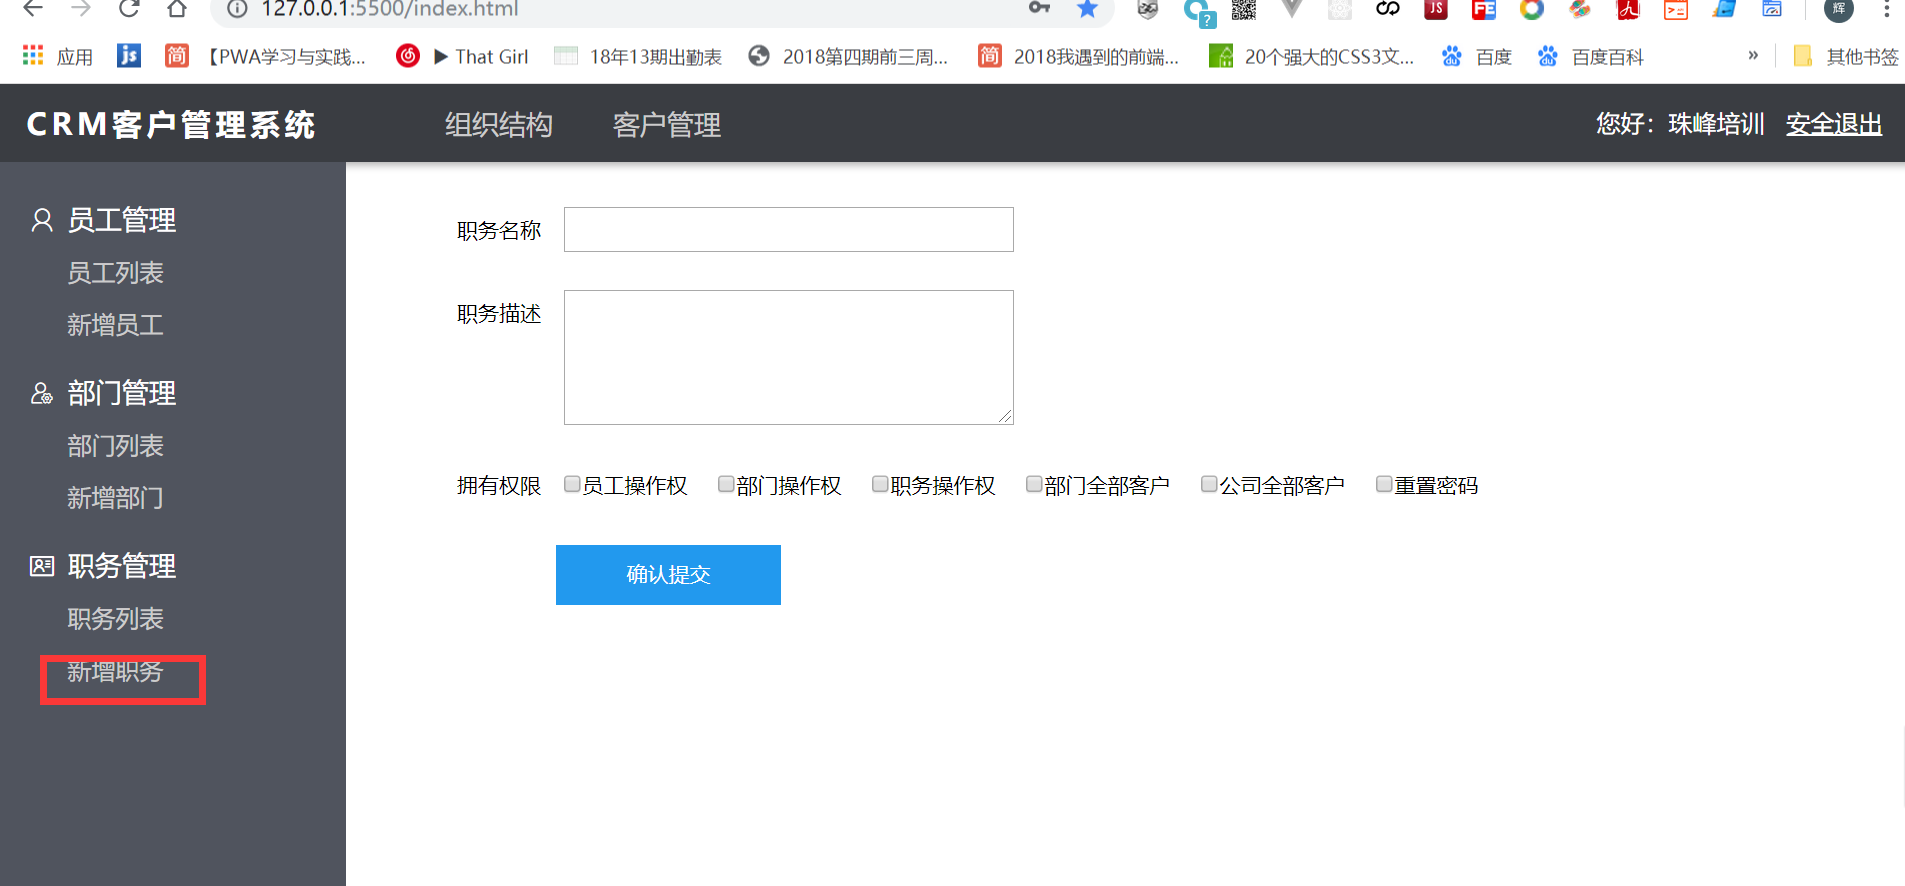 127.0.0.1:5500/index.html
应用 js 简 【PWA学习与实践... ▶ That Girl 18年13期出勤表 2018第四期前三周... 简 2018我遇到的前端... 20个强大的CSS3文... 百度 百度百科 » 其他书签
CRM客户管理系统 组织结构 客户管理 您好：珠峰培训 安全退出
员工管理
员工列表
新增员工
部门管理
部门列表
新增部门
职务管理
职务列表
新增职务
职务名称
职务描述
拥有权限 员工操作权 部门操作权 职务操作权 部门全部客户 公司全部客户 重置密码
确认提交